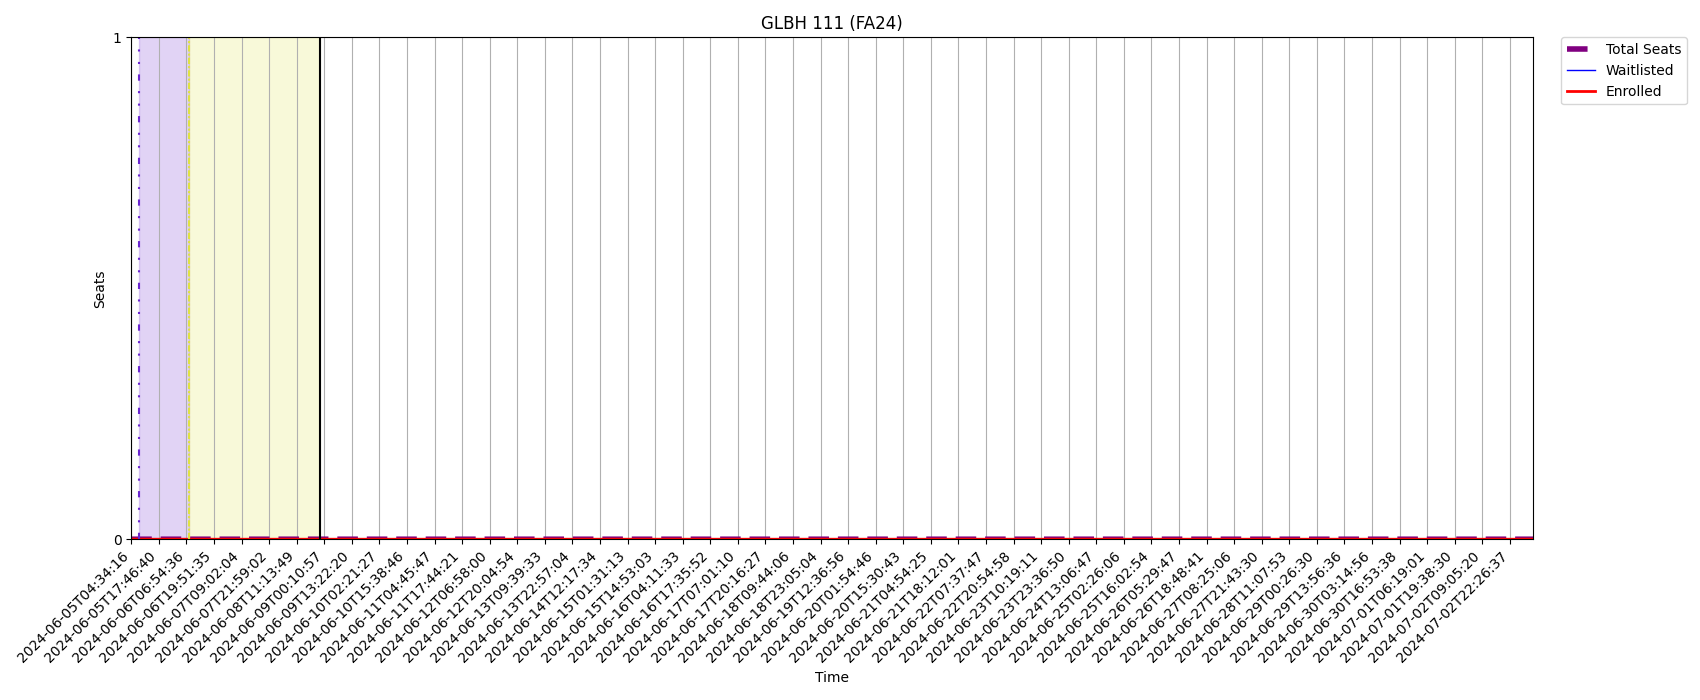 GLBH 111 (FA24)
1
0
Seats
Total Seats
Waitlisted
Enrolled
2024-06-05T04:34:16
2024-06-05T17:46:40
2024-06-06T06:54:36
2024-06-06T19:51:35
2024-06-07T09:02:04
2024-06-07T21:59:02
2024-06-08T11:13:49
2024-06-09T00:10:57
2024-06-09T13:22:20
2024-06-10T02:21:27
2024-06-10T15:38:46
2024-06-11T04:45:47
2024-06-11T17:44:21
2024-06-12T06:58:00
2024-06-12T20:04:54
2024-06-13T09:39:33
2024-06-13T22:57:04
2024-06-14T12:17:34
2024-06-15T01:31:13
2024-06-15T14:53:03
2024-06-16T04:11:33
2024-06-16T17:35:52
2024-06-17T07:01:10
2024-06-17T20:16:27
2024-06-18T09:44:06
2024-06-18T23:05:04
2024-06-19T12:36:56
2024-06-20T01:54:46
2024-06-20T15:30:43
2024-06-21T04:54:25
2024-06-21T18:12:01
2024-06-22T07:37:47
2024-06-22T20:54:58
2024-06-23T10:19:11
2024-06-23T23:36:50
2024-06-24T13:06:47
2024-06-25T02:26:06
2024-06-25T16:02:54
2024-06-26T05:29:47
2024-06-26T18:48:41
2024-06-27T08:25:06
2024-06-27T21:43:30
2024-06-28T11:07:53
2024-06-29T00:26:30
2024-06-29T13:56:36
2024-06-30T03:14:56
2024-06-30T16:53:38
2024-07-01T06:19:01
2024-07-01T19:38:30
2024-07-02T09:05:20
2024-07-02T22:26:37
Time